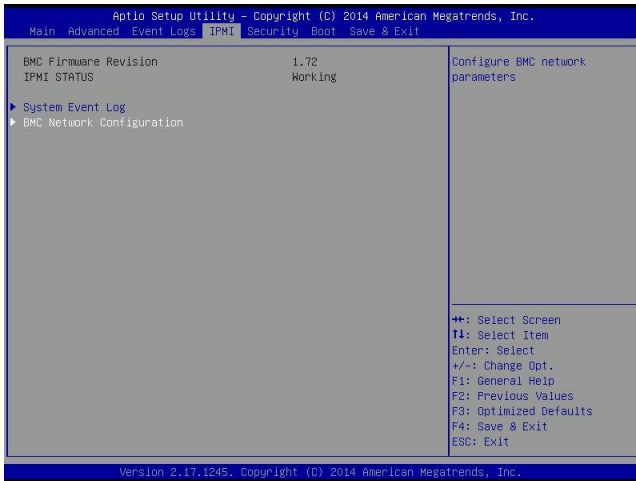 Aptio Setup Utility – Copyright (C) 2014 American Megatrends, Inc.
Main Advanced Event Logs IPMI Security Boot Save & Exit
BMC Firmware Revision 1.72
IPMI STATUS Working
System Event Log
BMC Network Configuration
Configure BMC network
parameters
→←: Select Screen
↑↓: Select Item
Enter: Select
+/-: Change Opt.
F1: General Help
F2: Previous Values
F3: Optimized Defaults
F4: Save & Exit
ESC: Exit
Version 2.17.1245. Copyright (C) 2014 American Megatrends, Inc.